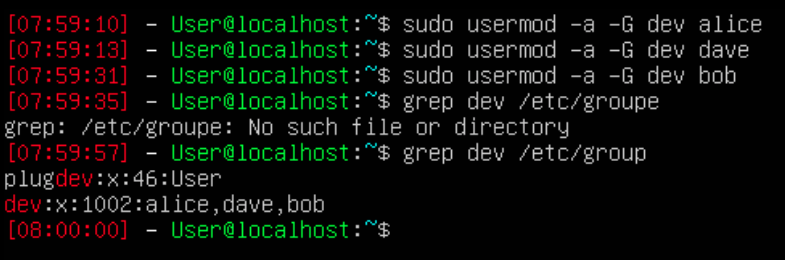 [07:59:10] - User@localhost:~$ sudo usermod -a -G dev alice
[07:59:13] - User@localhost:~$ sudo usermod -a -G dev dave
[07:59:31] - User@localhost:~$ sudo usermod -a -G dev bob
[07:59:35] - User@localhost:~$ grep dev /etc/groupe
grep: /etc/groupe: No such file or directory
[07:59:57] - User@localhost:~$ grep dev /etc/group
plugdev:x:46:User
dev:x:1002:alice,dave,bob
[08:00:00] - User@localhost:~$